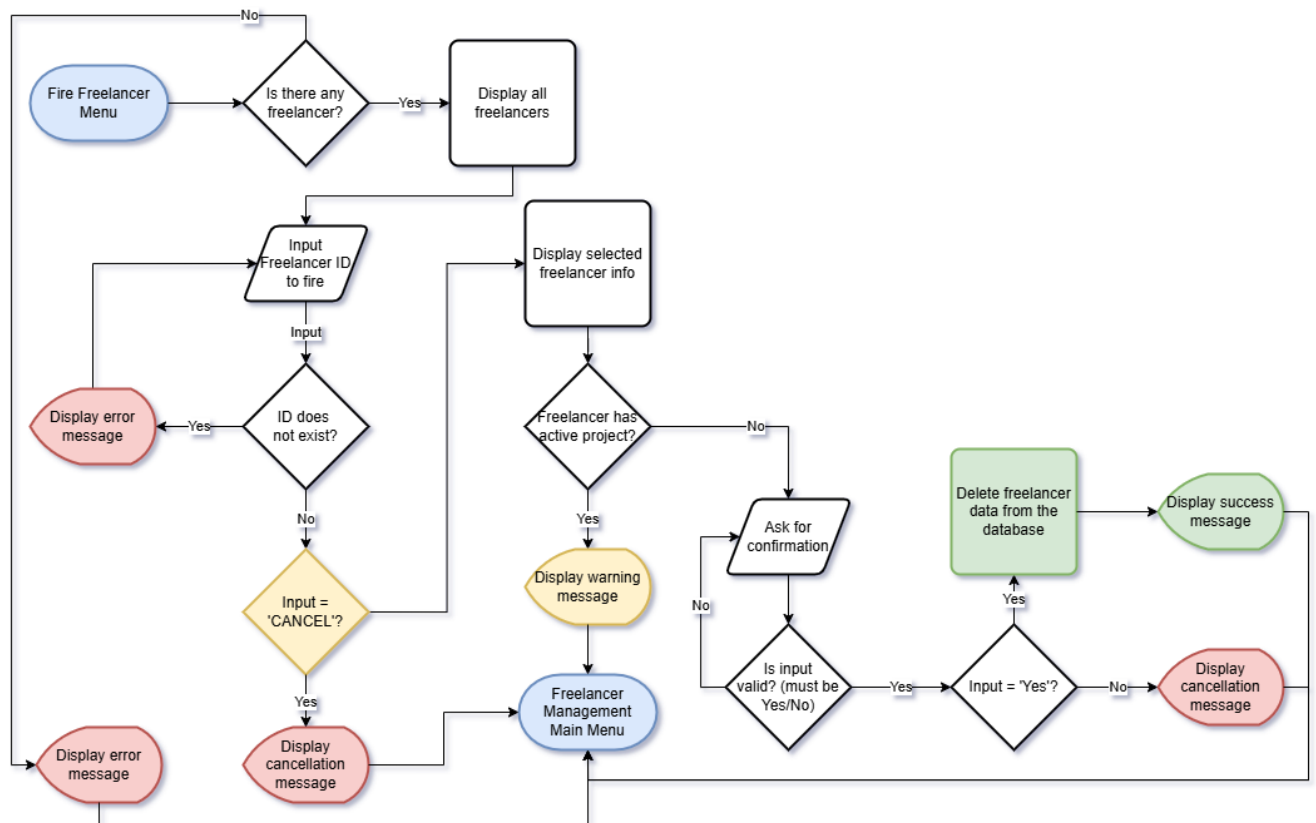 No
Fire Freelancer
Menu
Is there any
freelancer?
Yes
Display all
freelancers
Input
Freelancer ID
to fire
Display selected
freelancer info
Input
Display error
message
Yes
ID does
not exist?
Freelancer has
active project?
No
No
Yes
Ask for
confirmation
Delete freelancer
data from the
database
Display success
message
Input =
'CANCEL'?
Display warning
message
No
Yes
Yes
Is input
valid? (must be
Yes/No)
Yes
Input = 'Yes'?
No
Display
cancellation
message
Freelancer
Management
Main Menu
Display error
message
Display
cancellation
message